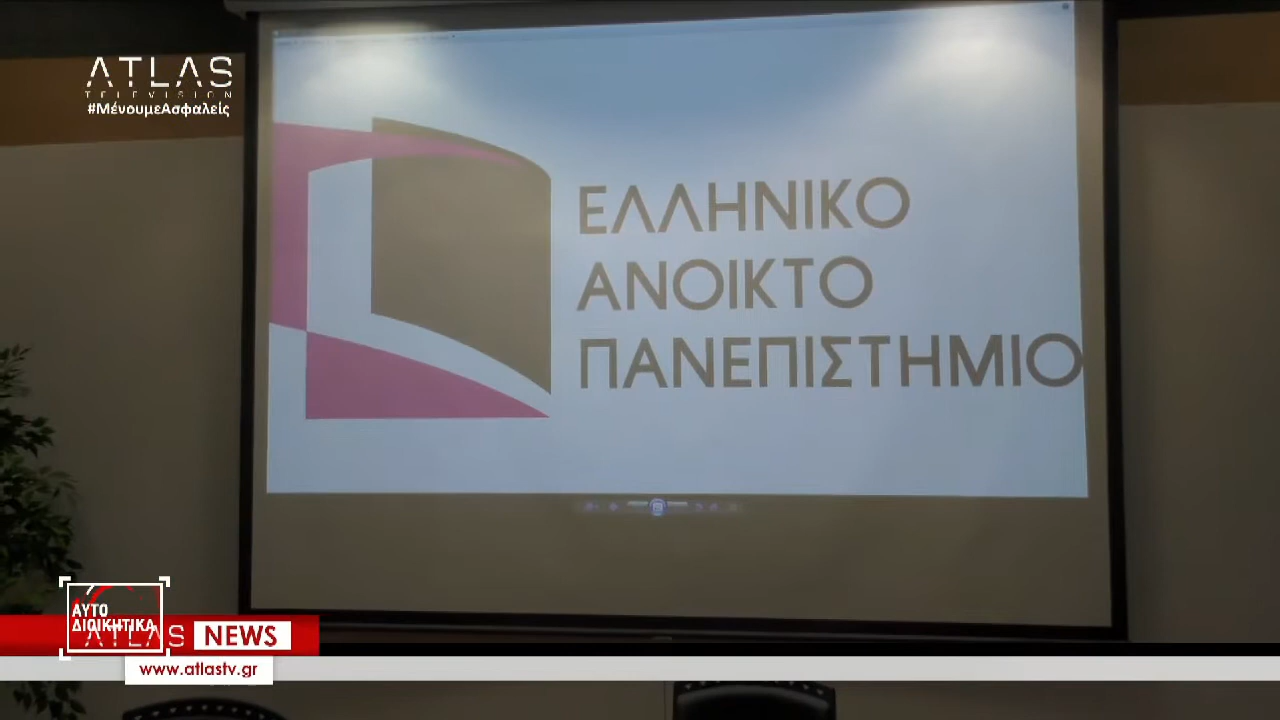 ATLAS
TELEVISION
#ΜένουμεΑσφαλείς
ΕΛΛΗΝΙΚΟ
ΑΝΟΙΚΤΟ
ΠΑΝΕΠΙΣΤΗΜΙΟ
ΑΥΤΟ
ΔΙΟΙΚΗΤΙΚΑ
ATLAS NEWS
www.atlastv.gr